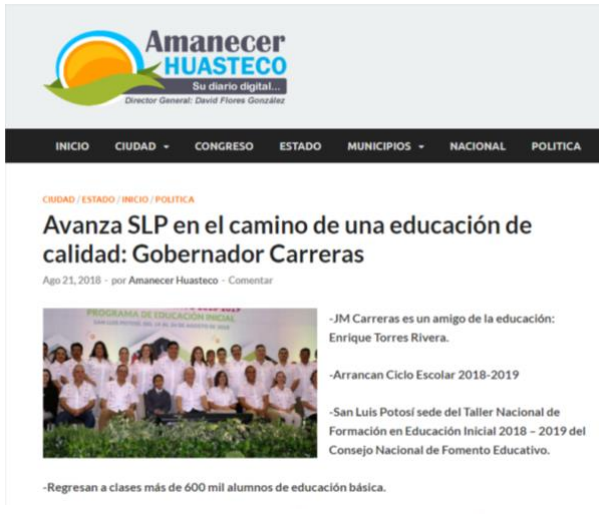 Amanecer
HUASTECO
Su diario digital...
Director General: David Flores González
INICIO CIUDAD CONGRESO ESTADO MUNICIPIOS NACIONAL POLITICA
CIUDAD / ESTADO / INICIO / POLITICA
Avanza SLP en el camino de una educación de
calidad: Gobernador Carreras
Ago 21, 2018 - por Amanecer Huasteco - Comentar
PROGRAMA DE EDUCACIÓN INICIAL
-JM Carreras es un amigo de la educación:
Enrique Torres Rivera.
-Arrancan Ciclo Escolar 2018-2019
-San Luis Potosí sede del Taller Nacional de
Formación en Educación Inicial 2018 – 2019 del
Consejo Nacional de Fomento Educativo.
-Regresan a clases más de 600 mil alumnos de educación básica.